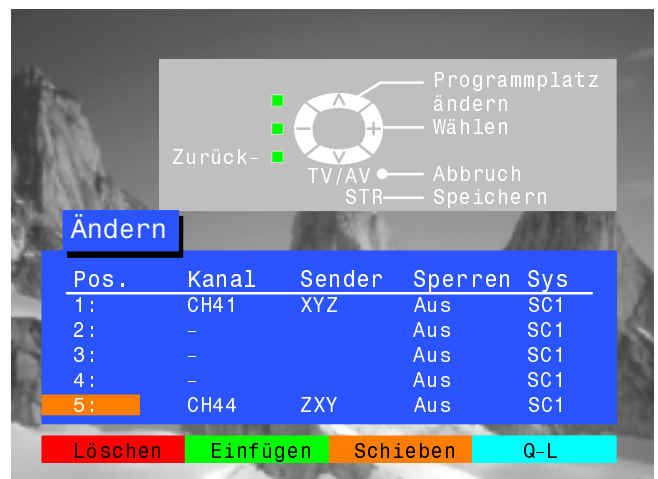 Programmplatz
ändern
Wählen
Zurück-
TV/AV Abbruch
STR Speichern
Ändern
Pos. Kanal Sender Sperren Sys
1: CH41 XYZ Aus SC1
2: - Aus SC1
3: - Aus SC1
4: - Aus SC1
5: CH44 ZXY Aus SC1
Löschen Einfügen Schieben Q-L